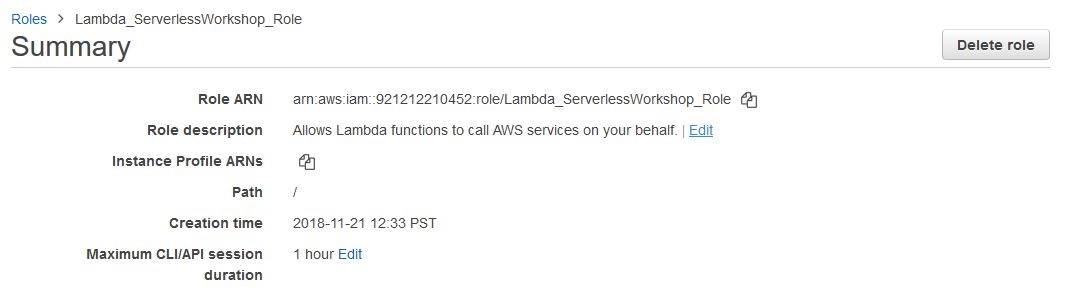 Roles > Lambda_ServerlessWorkshop_Role
Summary
Delete role
Role ARN arn:aws:iam::921212210452:role/Lambda_ServerlessWorkshop_Role
Role description Allows Lambda functions to call AWS services on your behalf. | Edit
Instance Profile ARNs
Path /
Creation time 2018-11-21 12:33 PST
Maximum CLI/API session
duration
1 hour Edit